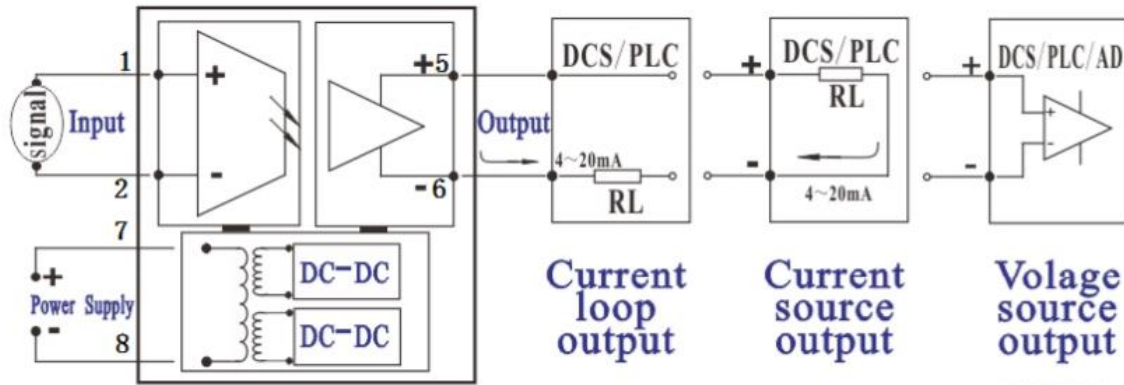 1
+
signal
Input
-
2
7
+
Power Supply
-
8
DC-DC
DC-DC
+5
Output
-6
DCS/PLC
4~20mA
RL
Current
loop
output
+
DCS/PLC
RL
-
4~20mA
Current
source
output
+
DCS/PLC/AD
+
-
-
Volage
source
output